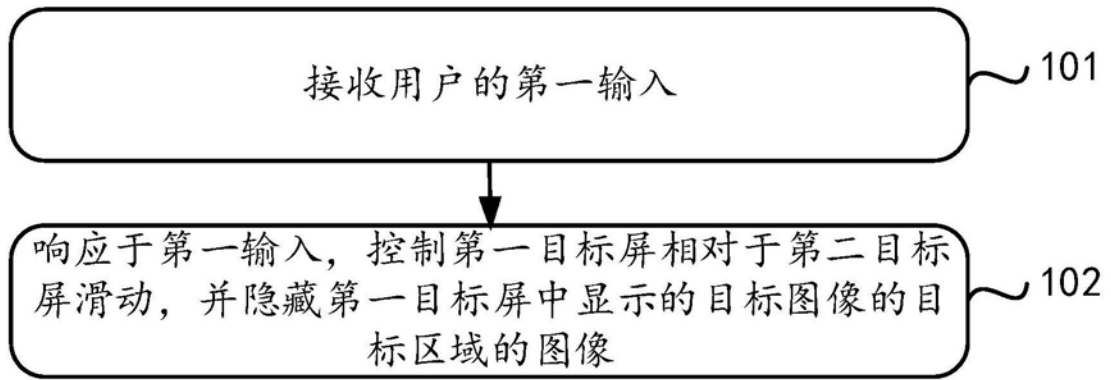 接收用户的第一输入
101
响应于第一输入，控制第一目标屏相对于第二目标
屏滑动，并隐藏第一目标屏中显示的目标图像的目
标区域的图像
102